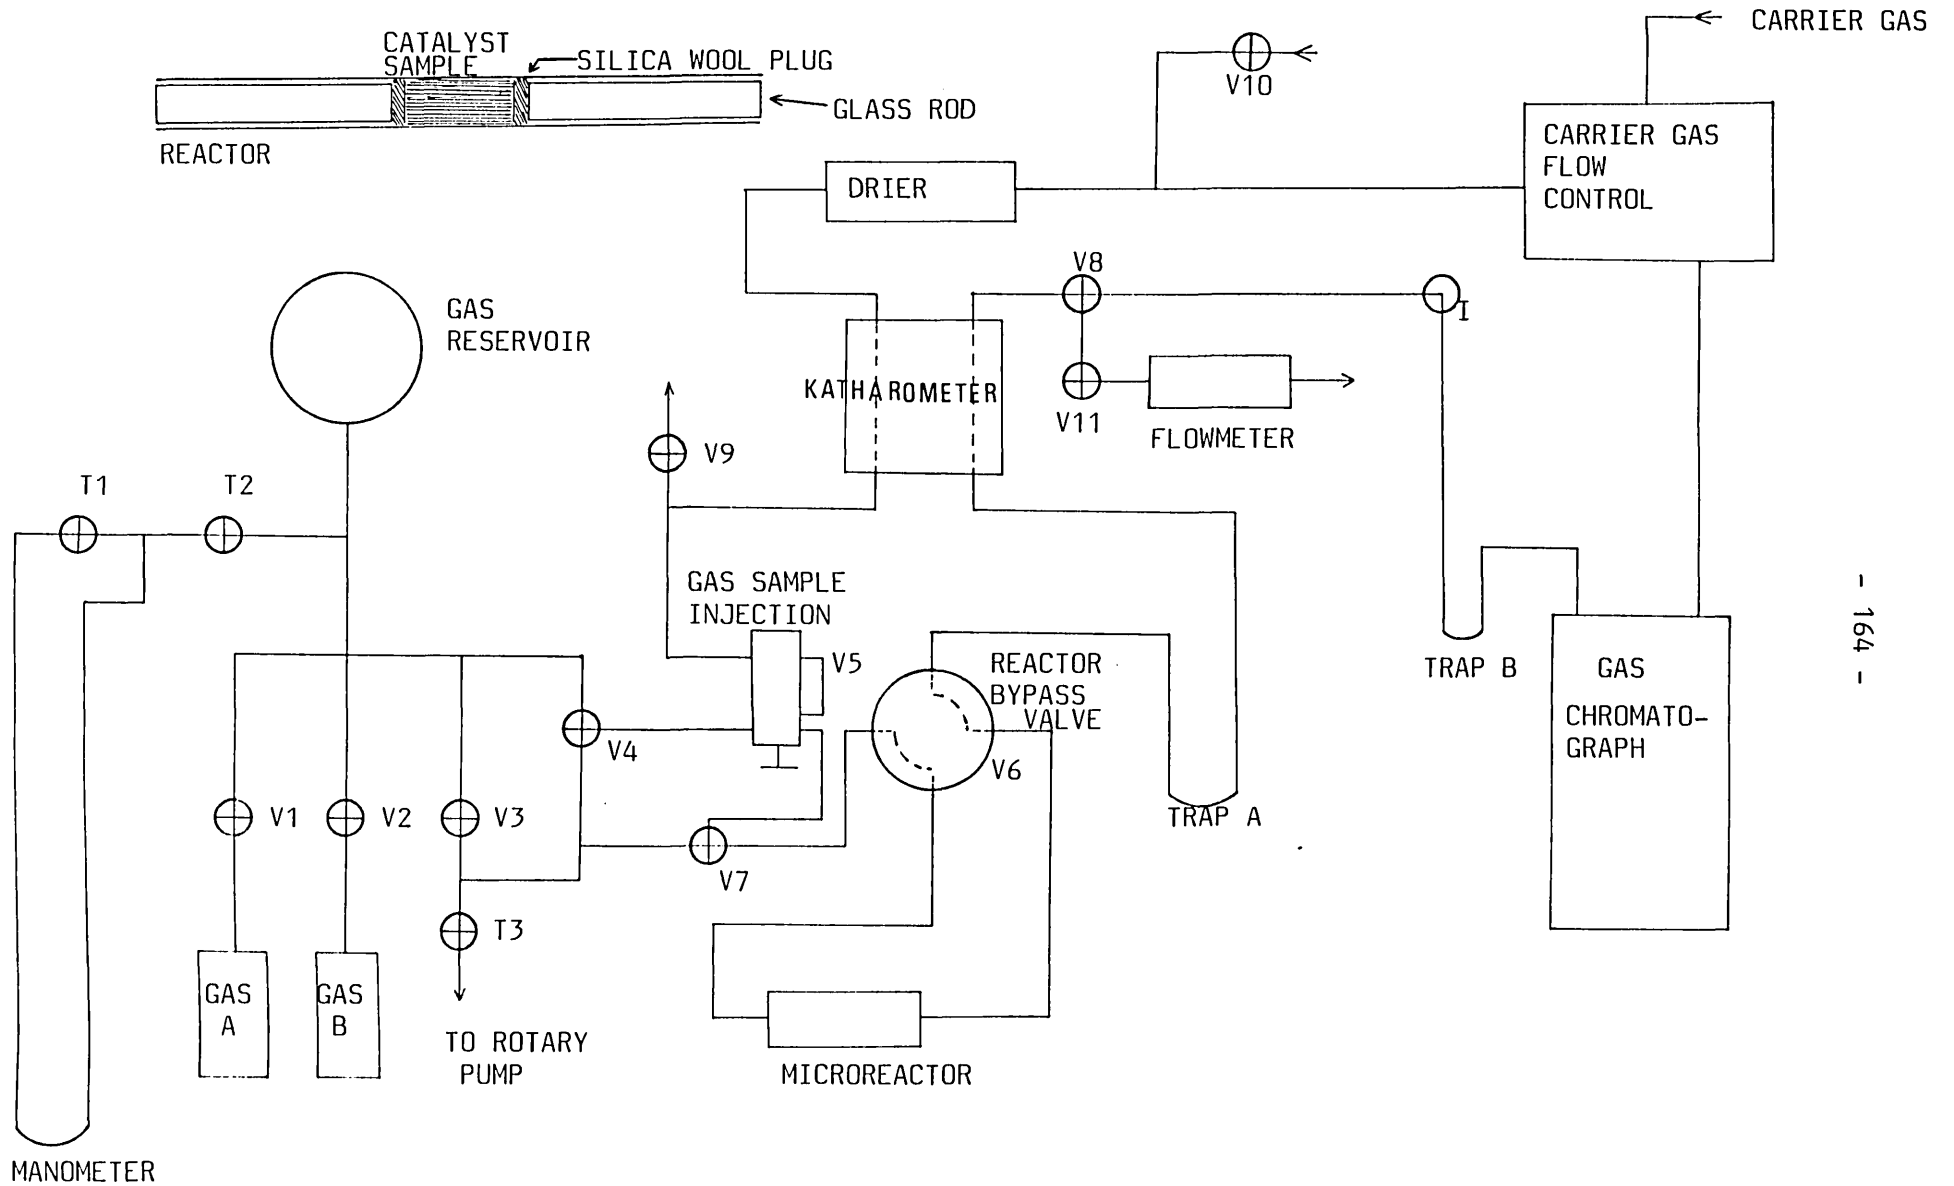 CARRIER GAS
CATALYST
SAMPLE
SILICA WOOL PLUG
GLASS ROD
REACTOR
V10
CARRIER GAS
FLOW
CONTROL
DRIER
V8
I
GAS
RESERVOIR
KATHAROMETER
V11
FLOWMETER
V9
T1
T2
GAS SAMPLE
INJECTION
V5
REACTOR
BYPASS
VALVE
V6
TRAP B
GAS
CHROMATO-
GRAPH
V4
TRAP A
V1
V2
V3
V7
T3
GAS
A
GAS
B
TO ROTARY
PUMP
MICROREACTOR
MANOMETER
- 164 -